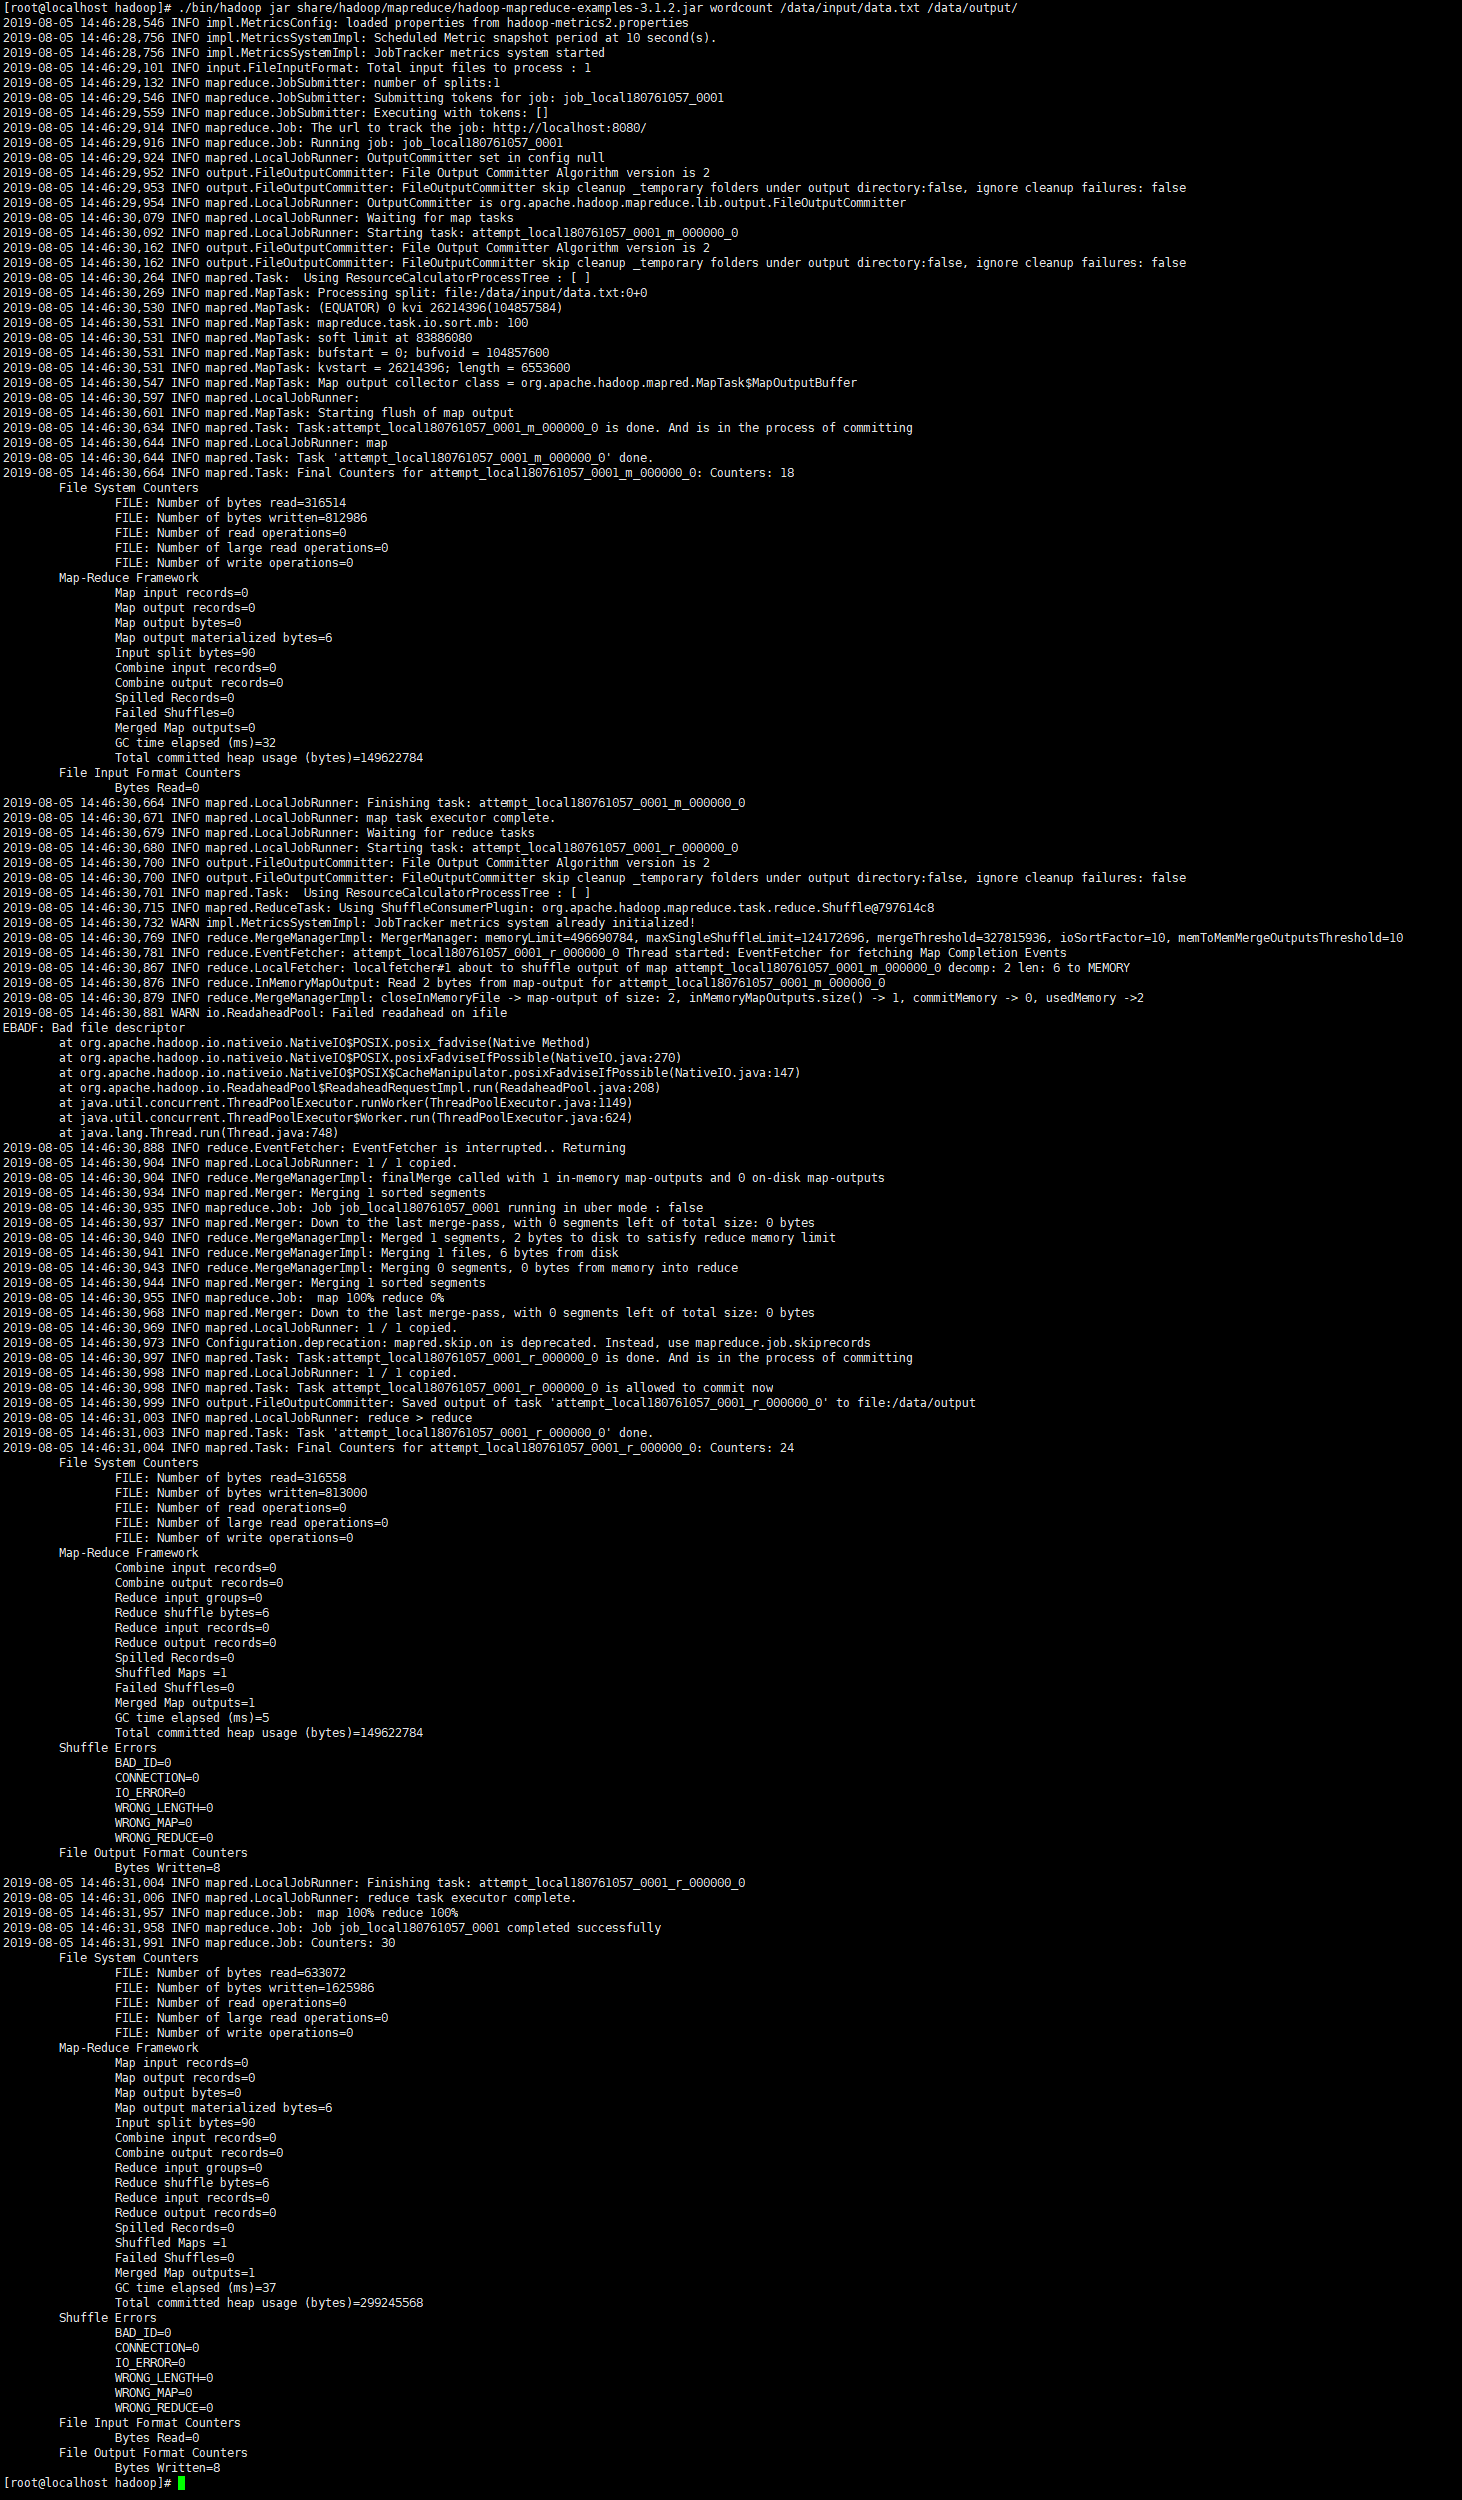 [root@localhost hadoop]# ./bin/hadoop jar share/hadoop/mapreduce/hadoop-mapreduce-examples-3.1.2.jar wordcount /data/input/data.txt /data/output/
2019-08-05 14:46:28,546 INFO impl.MetricsConfig: loaded properties from hadoop-metrics2.properties
2019-08-05 14:46:28,756 INFO impl.MetricsSystemImpl: Scheduled Metric snapshot period at 10 second(s).
2019-08-05 14:46:28,756 INFO impl.MetricsSystemImpl: JobTracker metrics system started
2019-08-05 14:46:29,101 INFO input.FileInputFormat: Total input files to process : 1
2019-08-05 14:46:29,132 INFO mapreduce.JobSubmitter: number of splits:1
2019-08-05 14:46:29,546 INFO mapreduce.JobSubmitter: Submitting tokens for job: job_local180761057_0001
2019-08-05 14:46:29,559 INFO mapreduce.JobSubmitter: Executing with tokens: []
2019-08-05 14:46:29,914 INFO mapreduce.Job: The url to track the job: http://localhost:8080/
2019-08-05 14:46:29,916 INFO mapreduce.Job: Running job: job_local180761057_0001
2019-08-05 14:46:29,924 INFO mapred.LocalJobRunner: OutputCommitter set in config null
2019-08-05 14:46:29,952 INFO output.FileOutputCommitter: File Output Committer Algorithm version is 2
2019-08-05 14:46:29,953 INFO output.FileOutputCommitter: FileOutputCommitter skip cleanup _temporary folders under output directory:false, ignore cleanup failures: false
2019-08-05 14:46:29,954 INFO mapred.LocalJobRunner: OutputCommitter is org.apache.hadoop.mapreduce.lib.output.FileOutputCommitter
2019-08-05 14:46:30,079 INFO mapred.LocalJobRunner: Waiting for map tasks
2019-08-05 14:46:30,092 INFO mapred.LocalJobRunner: Starting task: attempt_local180761057_0001_m_000000_0
2019-08-05 14:46:30,162 INFO output.FileOutputCommitter: File Output Committer Algorithm version is 2
2019-08-05 14:46:30,162 INFO output.FileOutputCommitter: FileOutputCommitter skip cleanup _temporary folders under output directory:false, ignore cleanup failures: false
2019-08-05 14:46:30,264 INFO mapred.Task:  Using ResourceCalculatorProcessTree : [ ]
2019-08-05 14:46:30,269 INFO mapred.MapTask: Processing split: file:/data/input/data.txt:0+0
2019-08-05 14:46:30,530 INFO mapred.MapTask: (EQUATOR) 0 kvi 26214396(104857584)
2019-08-05 14:46:30,531 INFO mapred.MapTask: mapreduce.task.io.sort.mb: 100
2019-08-05 14:46:30,531 INFO mapred.MapTask: soft limit at 83886080
2019-08-05 14:46:30,531 INFO mapred.MapTask: bufstart = 0; bufvoid = 104857600
2019-08-05 14:46:30,531 INFO mapred.MapTask: kvstart = 26214396; length = 6553600
2019-08-05 14:46:30,547 INFO mapred.MapTask: Map output collector class = org.apache.hadoop.mapred.MapTask$MapOutputBuffer
2019-08-05 14:46:30,597 INFO mapred.LocalJobRunner:
2019-08-05 14:46:30,601 INFO mapred.MapTask: Starting flush of map output
2019-08-05 14:46:30,634 INFO mapred.Task: Task:attempt_local180761057_0001_m_000000_0 is done. And is in the process of committing
2019-08-05 14:46:30,644 INFO mapred.LocalJobRunner: map
2019-08-05 14:46:30,644 INFO mapred.Task: Task 'attempt_local180761057_0001_m_000000_0' done.
2019-08-05 14:46:30,664 INFO mapred.Task: Final Counters for attempt_local180761057_0001_m_000000_0: Counters: 18
File System Counters
FILE: Number of bytes read=316514
FILE: Number of bytes written=812986
FILE: Number of read operations=0
FILE: Number of large read operations=0
FILE: Number of write operations=0
Map-Reduce Framework
Map input records=0
Map output records=0
Map output bytes=0
Map output materialized bytes=6
Input split bytes=90
Combine input records=0
Combine output records=0
Spilled Records=0
Failed Shuffles=0
Merged Map outputs=0
GC time elapsed (ms)=32
Total committed heap usage (bytes)=149622784
File Input Format Counters
Bytes Read=0
2019-08-05 14:46:30,664 INFO mapred.LocalJobRunner: Finishing task: attempt_local180761057_0001_m_000000_0
2019-08-05 14:46:30,671 INFO mapred.LocalJobRunner: map task executor complete.
2019-08-05 14:46:30,679 INFO mapred.LocalJobRunner: Waiting for reduce tasks
2019-08-05 14:46:30,680 INFO mapred.LocalJobRunner: Starting task: attempt_local180761057_0001_r_000000_0
2019-08-05 14:46:30,700 INFO output.FileOutputCommitter: File Output Committer Algorithm version is 2
2019-08-05 14:46:30,700 INFO output.FileOutputCommitter: FileOutputCommitter skip cleanup _temporary folders under output directory:false, ignore cleanup failures: false
2019-08-05 14:46:30,701 INFO mapred.Task:  Using ResourceCalculatorProcessTree : [ ]
2019-08-05 14:46:30,715 INFO mapred.ReduceTask: Using ShuffleConsumerPlugin: org.apache.hadoop.mapreduce.task.reduce.Shuffle@797614c8
2019-08-05 14:46:30,732 WARN impl.MetricsSystemImpl: JobTracker metrics system already initialized!
2019-08-05 14:46:30,769 INFO reduce.MergeManagerImpl: MergerManager: memoryLimit=496690784, maxSingleShuffleLimit=124172696, mergeThreshold=327815936, ioSortFactor=10, memToMemMergeOutputsThreshold=10
2019-08-05 14:46:30,781 INFO reduce.EventFetcher: attempt_local180761057_0001_r_000000_0 Thread started: EventFetcher for fetching Map Completion Events
2019-08-05 14:46:30,867 INFO reduce.LocalFetcher: localfetcher#1 about to shuffle output of map attempt_local180761057_0001_m_000000_0 decomp: 2 len: 6 to MEMORY
2019-08-05 14:46:30,876 INFO reduce.InMemoryMapOutput: Read 2 bytes from map-output for attempt_local180761057_0001_m_000000_0
2019-08-05 14:46:30,879 INFO reduce.MergeManagerImpl: closeInMemoryFile -> map-output of size: 2, inMemoryMapOutputs.size() -> 1, commitMemory -> 0, usedMemory ->2
2019-08-05 14:46:30,881 WARN io.ReadaheadPool: Failed readahead on ifile
EBADF: Bad file descriptor
at org.apache.hadoop.io.nativeio.NativeIO$POSIX.posix_fadvise(Native Method)
at org.apache.hadoop.io.nativeio.NativeIO$POSIX.posixFadviseIfPossible(NativeIO.java:270)
at org.apache.hadoop.io.nativeio.NativeIO$POSIX$CacheManipulator.posixFadviseIfPossible(NativeIO.java:147)
at org.apache.hadoop.io.ReadaheadPool$ReadaheadRequestImpl.run(ReadaheadPool.java:208)
at java.util.concurrent.ThreadPoolExecutor.runWorker(ThreadPoolExecutor.java:1149)
at java.util.concurrent.ThreadPoolExecutor$Worker.run(ThreadPoolExecutor.java:624)
at java.lang.Thread.run(Thread.java:748)
2019-08-05 14:46:30,888 INFO reduce.EventFetcher: EventFetcher is interrupted.. Returning
2019-08-05 14:46:30,904 INFO mapred.LocalJobRunner: 1 / 1 copied.
2019-08-05 14:46:30,904 INFO reduce.MergeManagerImpl: finalMerge called with 1 in-memory map-outputs and 0 on-disk map-outputs
2019-08-05 14:46:30,934 INFO mapred.Merger: Merging 1 sorted segments
2019-08-05 14:46:30,935 INFO mapreduce.Job: Job job_local180761057_0001 running in uber mode : false
2019-08-05 14:46:30,937 INFO mapred.Merger: Down to the last merge-pass, with 0 segments left of total size: 0 bytes
2019-08-05 14:46:30,940 INFO reduce.MergeManagerImpl: Merged 1 segments, 2 bytes to disk to satisfy reduce memory limit
2019-08-05 14:46:30,941 INFO reduce.MergeManagerImpl: Merging 1 files, 6 bytes from disk
2019-08-05 14:46:30,943 INFO reduce.MergeManagerImpl: Merging 0 segments, 0 bytes from memory into reduce
2019-08-05 14:46:30,944 INFO mapred.Merger: Merging 1 sorted segments
2019-08-05 14:46:30,955 INFO mapreduce.Job:  map 100% reduce 0%
2019-08-05 14:46:30,968 INFO mapred.Merger: Down to the last merge-pass, with 0 segments left of total size: 0 bytes
2019-08-05 14:46:30,969 INFO mapred.LocalJobRunner: 1 / 1 copied.
2019-08-05 14:46:30,973 INFO Configuration.deprecation: mapred.skip.on is deprecated. Instead, use mapreduce.job.skiprecords
2019-08-05 14:46:30,997 INFO mapred.Task: Task:attempt_local180761057_0001_r_000000_0 is done. And is in the process of committing
2019-08-05 14:46:30,998 INFO mapred.LocalJobRunner: 1 / 1 copied.
2019-08-05 14:46:30,998 INFO mapred.Task: Task attempt_local180761057_0001_r_000000_0 is allowed to commit now
2019-08-05 14:46:30,999 INFO output.FileOutputCommitter: Saved output of task 'attempt_local180761057_0001_r_000000_0' to file:/data/output
2019-08-05 14:46:31,003 INFO mapred.LocalJobRunner: reduce > reduce
2019-08-05 14:46:31,003 INFO mapred.Task: Task 'attempt_local180761057_0001_r_000000_0' done.
2019-08-05 14:46:31,004 INFO mapred.Task: Final Counters for attempt_local180761057_0001_r_000000_0: Counters: 24
File System Counters
FILE: Number of bytes read=316558
FILE: Number of bytes written=813000
FILE: Number of read operations=0
FILE: Number of large read operations=0
FILE: Number of write operations=0
Map-Reduce Framework
Combine input records=0
Combine output records=0
Reduce input groups=0
Reduce shuffle bytes=6
Reduce input records=0
Reduce output records=0
Spilled Records=0
Shuffled Maps =1
Failed Shuffles=0
Merged Map outputs=1
GC time elapsed (ms)=5
Total committed heap usage (bytes)=149622784
Shuffle Errors
BAD_ID=0
CONNECTION=0
IO_ERROR=0
WRONG_LENGTH=0
WRONG_MAP=0
WRONG_REDUCE=0
File Output Format Counters
Bytes Written=8
2019-08-05 14:46:31,004 INFO mapred.LocalJobRunner: Finishing task: attempt_local180761057_0001_r_000000_0
2019-08-05 14:46:31,006 INFO mapred.LocalJobRunner: reduce task executor complete.
2019-08-05 14:46:31,957 INFO mapreduce.Job:  map 100% reduce 100%
2019-08-05 14:46:31,958 INFO mapreduce.Job: Job job_local180761057_0001 completed successfully
2019-08-05 14:46:31,991 INFO mapreduce.Job: Counters: 30
File System Counters
FILE: Number of bytes read=633072
FILE: Number of bytes written=1625986
FILE: Number of read operations=0
FILE: Number of large read operations=0
FILE: Number of write operations=0
Map-Reduce Framework
Map input records=0
Map output records=0
Map output bytes=0
Map output materialized bytes=6
Input split bytes=90
Combine input records=0
Combine output records=0
Reduce input groups=0
Reduce shuffle bytes=6
Reduce input records=0
Reduce output records=0
Spilled Records=0
Shuffled Maps =1
Failed Shuffles=0
Merged Map outputs=1
GC time elapsed (ms)=37
Total committed heap usage (bytes)=299245568
Shuffle Errors
BAD_ID=0
CONNECTION=0
IO_ERROR=0
WRONG_LENGTH=0
WRONG_MAP=0
WRONG_REDUCE=0
File Input Format Counters
Bytes Read=0
File Output Format Counters
Bytes Written=8
[root@localhost hadoop]#